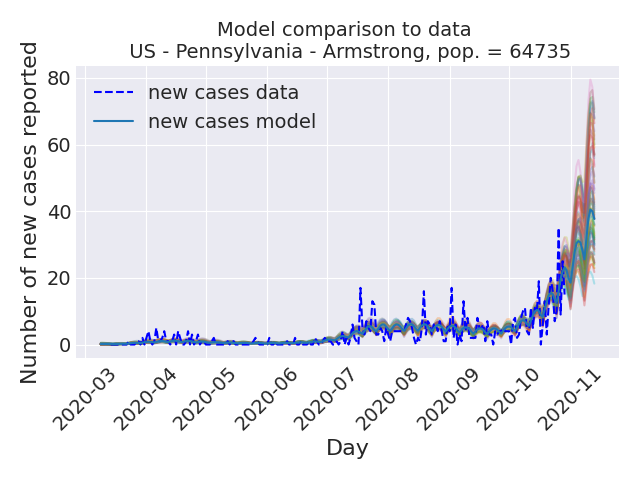 Model comparison to data
US - Pennsylvania - Armstrong, pop. = 64735
Number of new cases reported
80
60
40
20
0
new cases data
new cases model
2020-03
2020-04
2020-05
2020-06
2020-07
2020-08
2020-09
2020-10
2020-11
Day